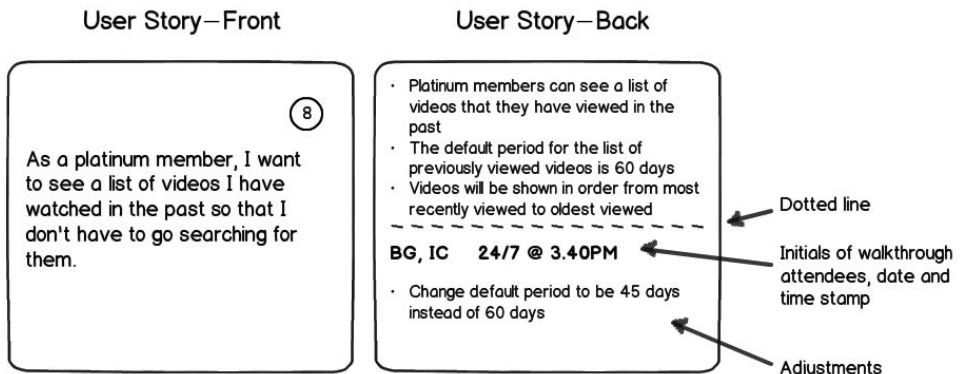 User Story—Front
8
As a platinum member, I want
to see a list of videos I have
watched in the past so that I
don't have to go searching for
them.
User Story—Back
· Platinum members can see a list of
videos that they have viewed in the
past
· The default period for the list of
previously viewed videos is 60 days
· Videos will be shown in order from most
recently viewed to oldest viewed
Dotted line
BG, IC 24/7 @ 3.40PM
Initials of walkthrough
attendees, date and
time stamp
· Change default period to be 45 days
instead of 60 days
Adjustments